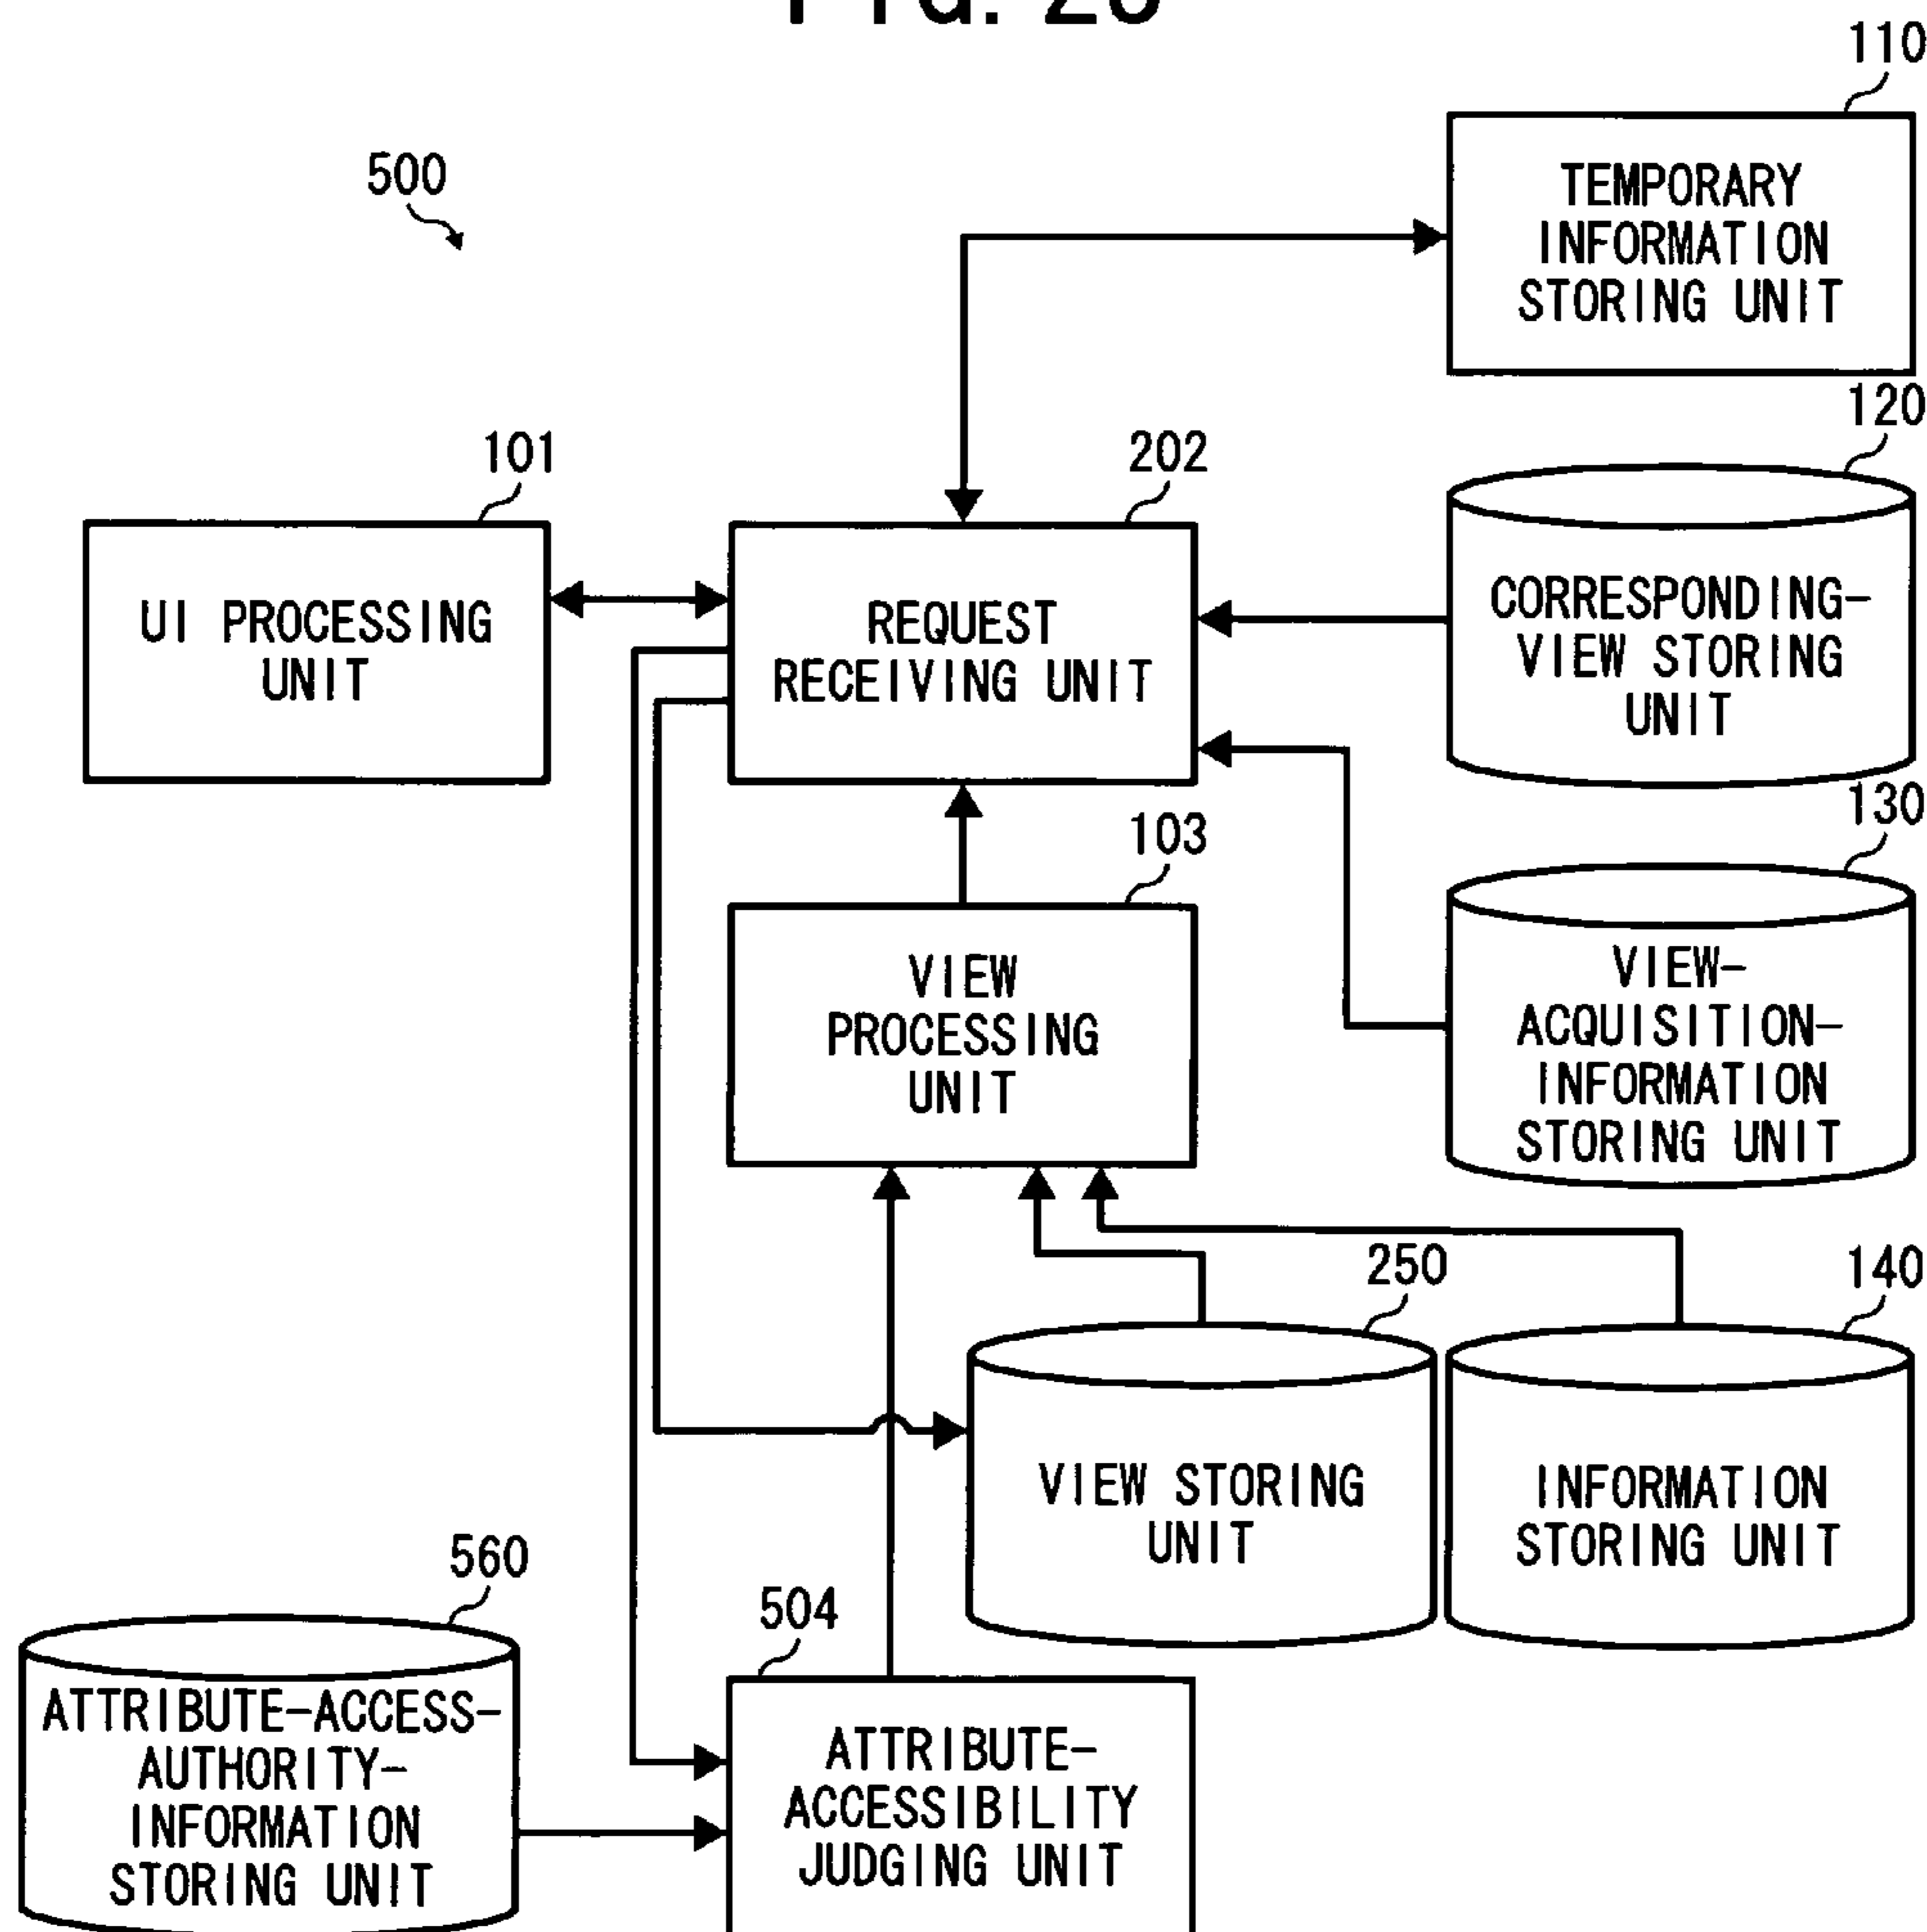 FIG.
110
500
TEMPORARY
INFORMATION
STORING UNIT
120
101
202
UI PROCESSING
UNIT
REQUEST
RECEIVING UNIT
CORRESPONDING-
VIEW STORING
UNIT
130
103
VIEW
PROCESSING
UNIT
VIEW-
ACQUISITION-
INFORMATION
STORING UNIT
250
140
VIEW STORING
UNIT
INFORMATION
STORING UNIT
560
504
ATTRIBUTE-ACCESS-
AUTHORITY-
INFORMATION
STORING UNIT
ATTRIBUTE-
ACCESSIBILITY
JUDGING UNIT